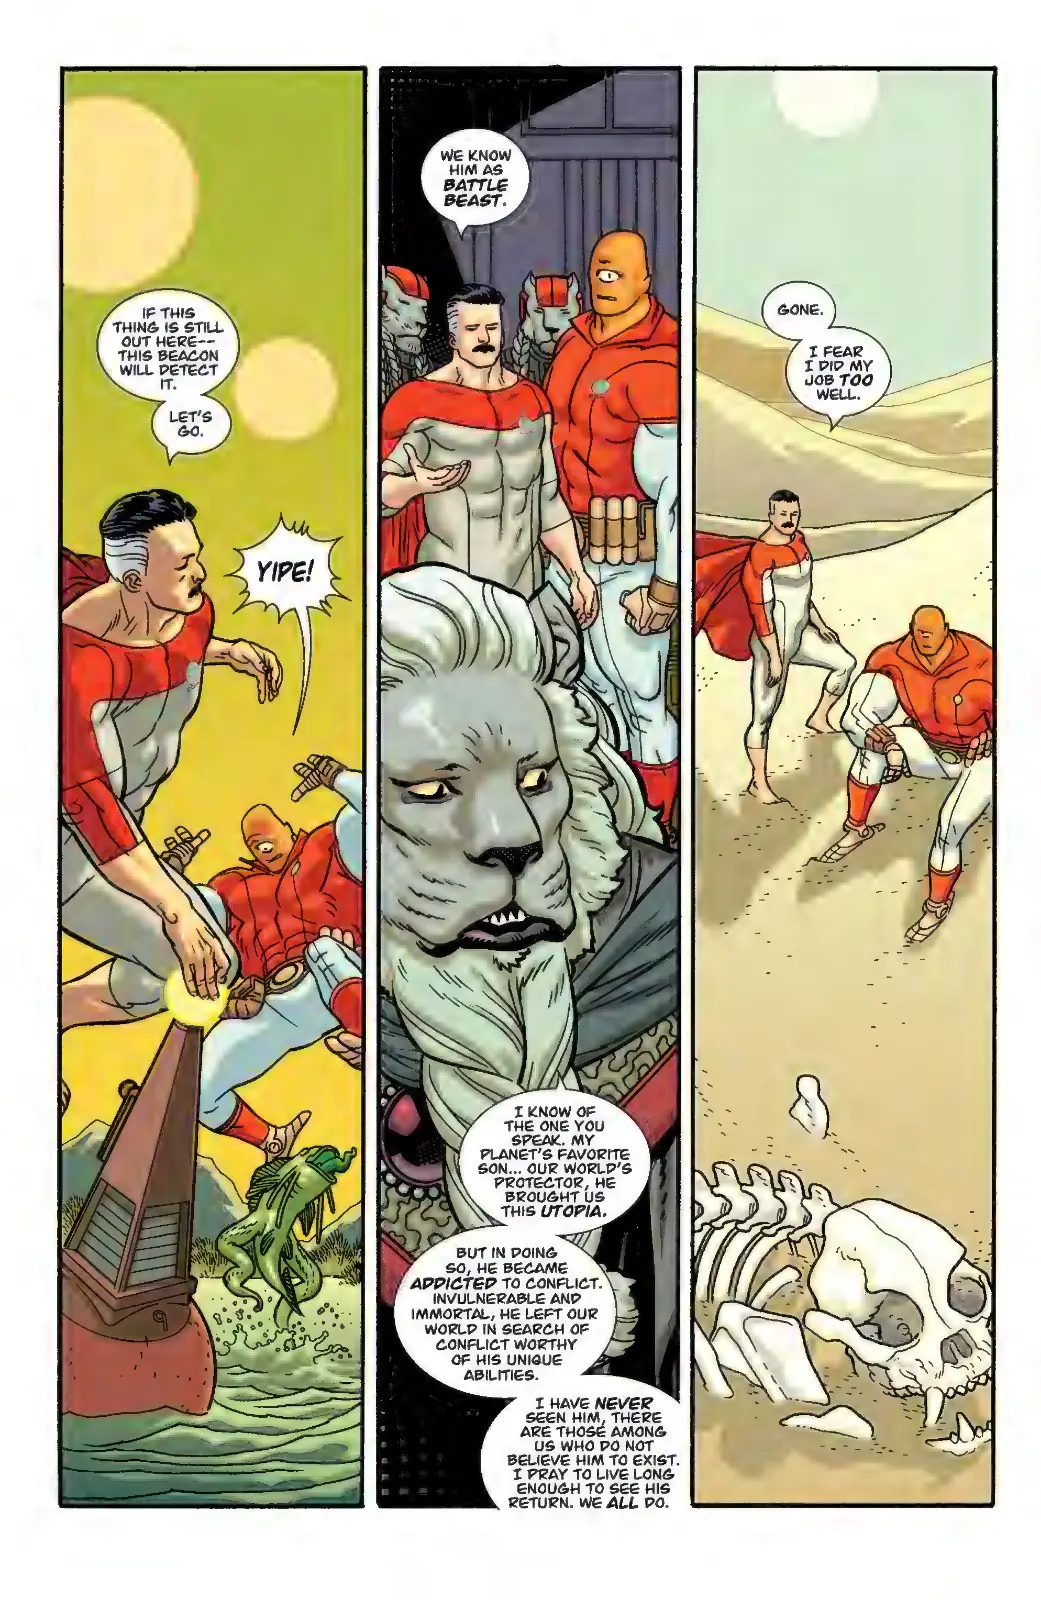 IF THIS
THING IS STILL
OUT HERE--
THIS BEACON
WILL DETECT
IT.
LET'S
GO.
YIPE!
WE KNOW
HIM AS
BATTLE
BEAST.
I KNOW OF
THE ONE YOU
SPEAK. MY
PLANET'S FAVORITE
SON... OUR WORLD'S
PROTECTOR, HE
BROUGHT US
THIS UTOPIA.
BUT IN DOING
SO, HE BECAME
ADDICTED TO CONFLICT.
INVULNERABLE AND
IMMORTAL, HE LEFT OUR
WORLD IN SEARCH OF
CONFLICT WORTHY
OF HIS UNIQUE
ABILITIES.
I HAVE NEVER
SEEN HIM, THERE
ARE THOSE AMONG
US WHO DO NOT
BELIEVE HIM TO EXIST.
I PRAY TO LIVE LONG
ENOUGH TO SEE HIS
RETURN. WE ALL DO.
GONE.
I FEAR
I DID MY
JOB TOO
WELL.